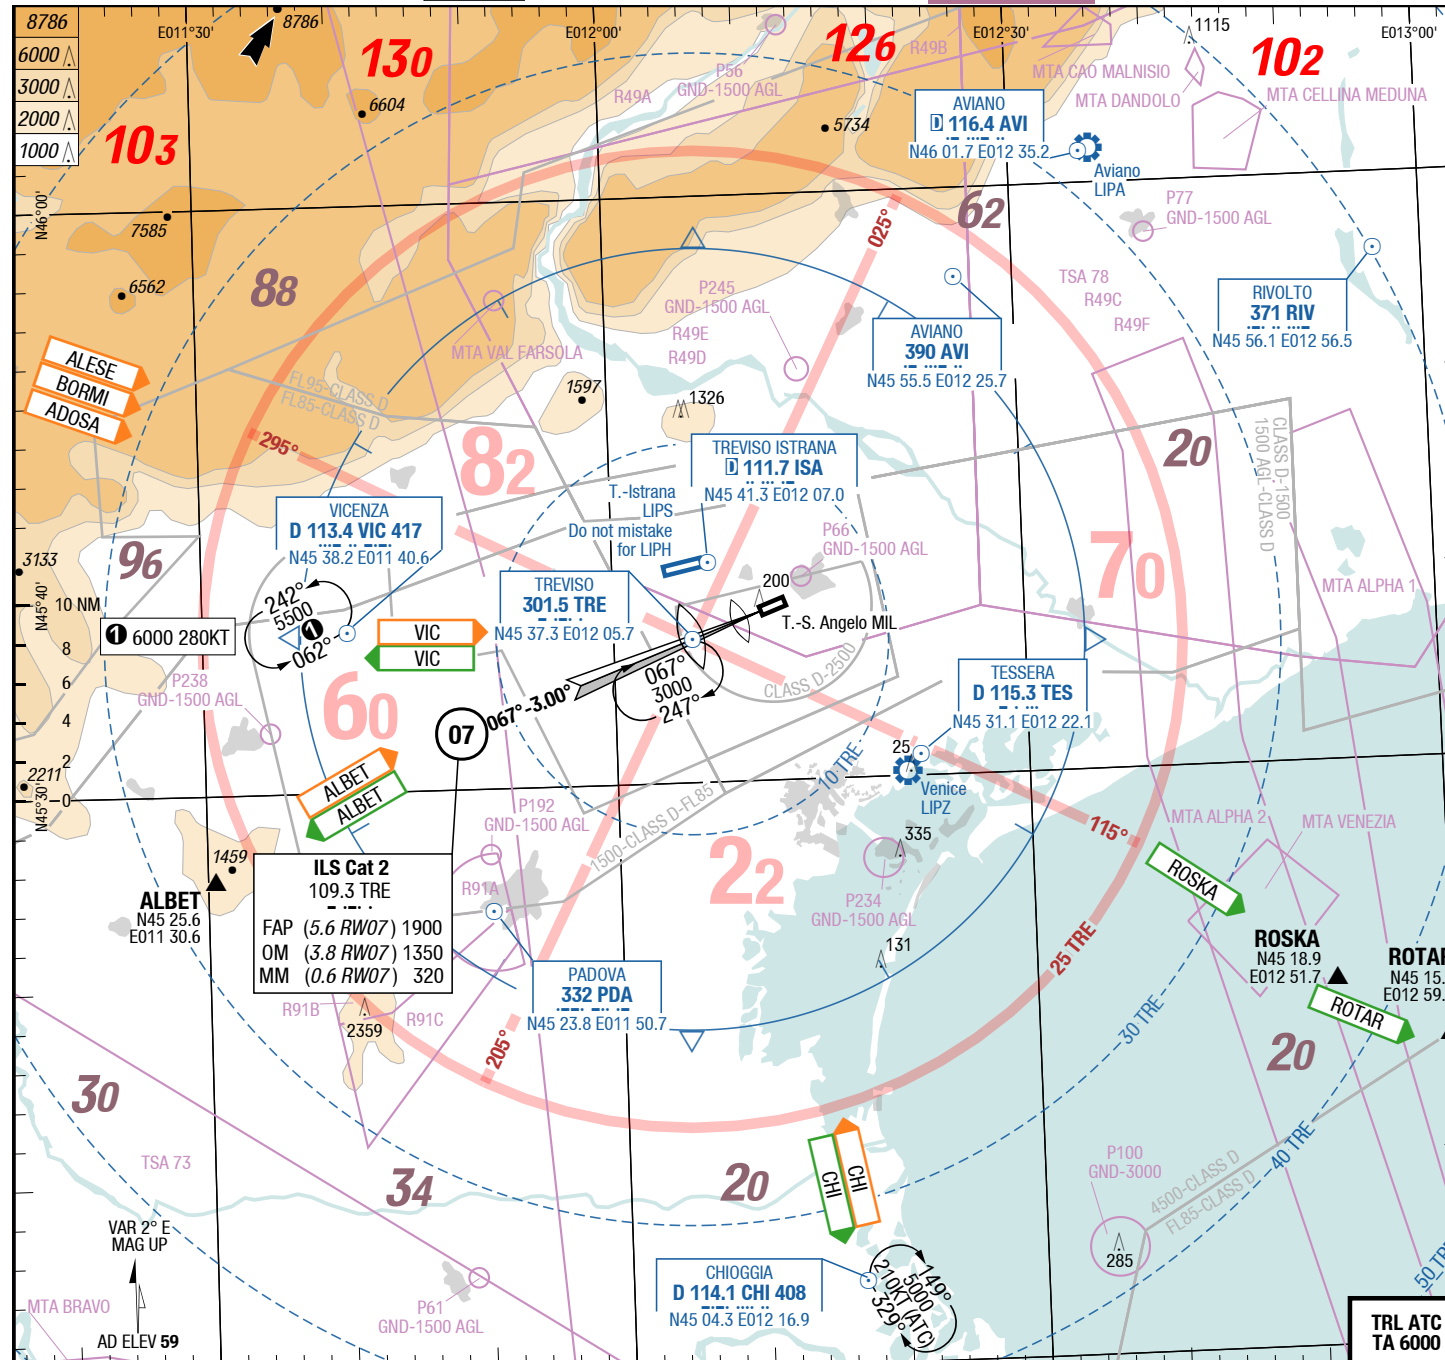 8786
6000
3000
2000
1000
8786
E011°30'
E012°00'
E012°30'
E013°00'
130
126
102
103
6604
5734
1115
P56
GND-1500 AGL
R49A
R49B
MTA CAO MALNISIO
MTA DANDOLO
MTA CELLINA MEDUNA
AVIANO
D 116.4 AVI
N46 01.7 E012 35.2
Aviano
LIPA
P77
GND-1500 AGL
N46°00'
7585
6562
88
62
025°
TSA 78
R49C
R49F
RIVOLTO
371 RIV
N45 56.1 E012 56.5
P245
GND-1500 AGL
R49E
R49D
AVIANO
390 AVI
N45 55.5 E012 25.7
MTA VAL FARSOLA
ALESE
BORMI
ADOSA
FL95-CLASS D
FL85-CLASS D
1597
1326
295°
82
20
CLASS D-1500
1500 AGL-CLASS D
TREVISO ISTRANA
D 111.7 ISA
N45 41.3 E012 07.0
T.-Istrana
LIPS
Do not mistake
for LIPH
VICENZA
D 113.4 VIC 417
N45 38.2 E011 40.6
P66
GND-1500 AGL
3133
96
70
MTA ALPHA 1
N45°40'
10 NM
8
6
4
2
0
242°
5500
062°
1
1 6000 280KT
VIC
VIC
TREVISO
301.5 TRE
N45 37.3 E012 05.7
200
T.-S. Angelo MIL
CLASS D-2500
067°
3000
247°
067°-3.00°
07
P238
GND-1500 AGL
60
TESSERA
D 115.3 TES
N45 31.1 E012 22.1
25
Venice
LIPZ
10 TRE
2211
N45°30'
ALBET
ALBET
P192
GND-1500 AGL
1500-CLASS D-FL85
115°
MTA ALPHA 2
MTA VENEZIA
335
22
1459
ALBET
N45 25.6
E011 30.6
ILS Cat 2
109.3 TRE
FAP (5.6 RW07) 1900
OM (3.8 RW07) 1350
MM (0.6 RW07) 320
R91A
P234
GND-1500 AGL
ROSKA
ROSKA
N45 18.9
E012 51.7
131
25 TRE
ROTAR
N45 15.
E012 59.
ROTAR
PADOVA
332 PDA
N45 23.8 E011 50.7
R91B
R91C
2359
205°
30 TRE
20
30
TSA 73
34
20
CHI
CHI
P100
GND-3000
40 TRE
4500-CLASS D
FL85-CLASS D
VAR 2° E
MAG UP
285
50 TR
CHIOGGIA
D 114.1 CHI 408
N45 04.3 E012 16.9
149°
5000
210KT (ATC)
329°
P61
GND-1500 AGL
MTA BRAVO
AD ELEV 59
TRL ATC
TA 6000